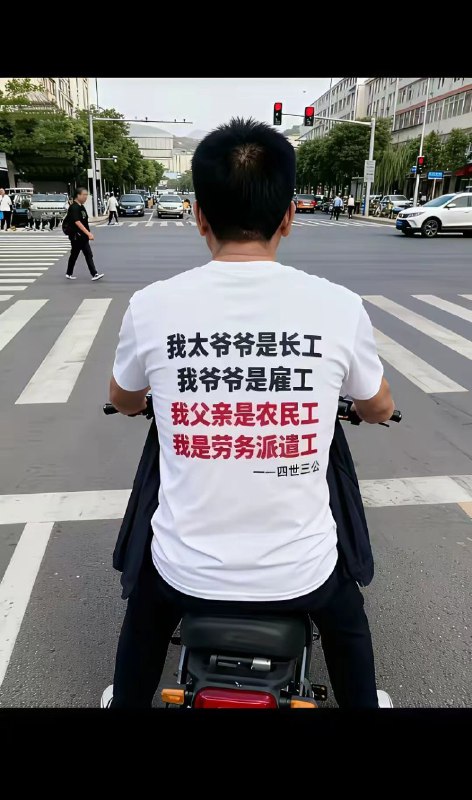 我太爷爷是长工
我爷爷是雇工
我父亲是农民工
我是劳务派遣工
——四世三公